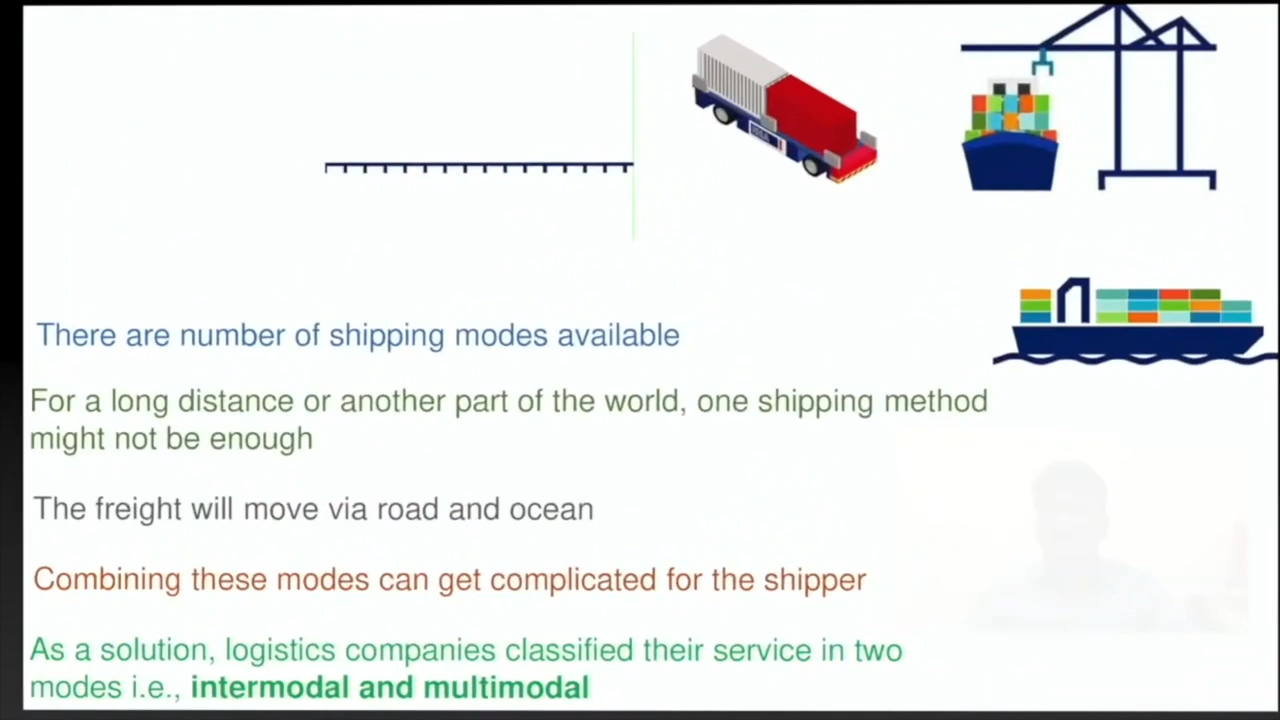 There are number of shipping modes available
For a long distance or another part of the world, one shipping method
might not be enough
The freight will move via road and ocean
Combining these modes can get complicated for the shipper
As a solution, logistics companies classified their service in two
modes i.e., intermodal and multimodal